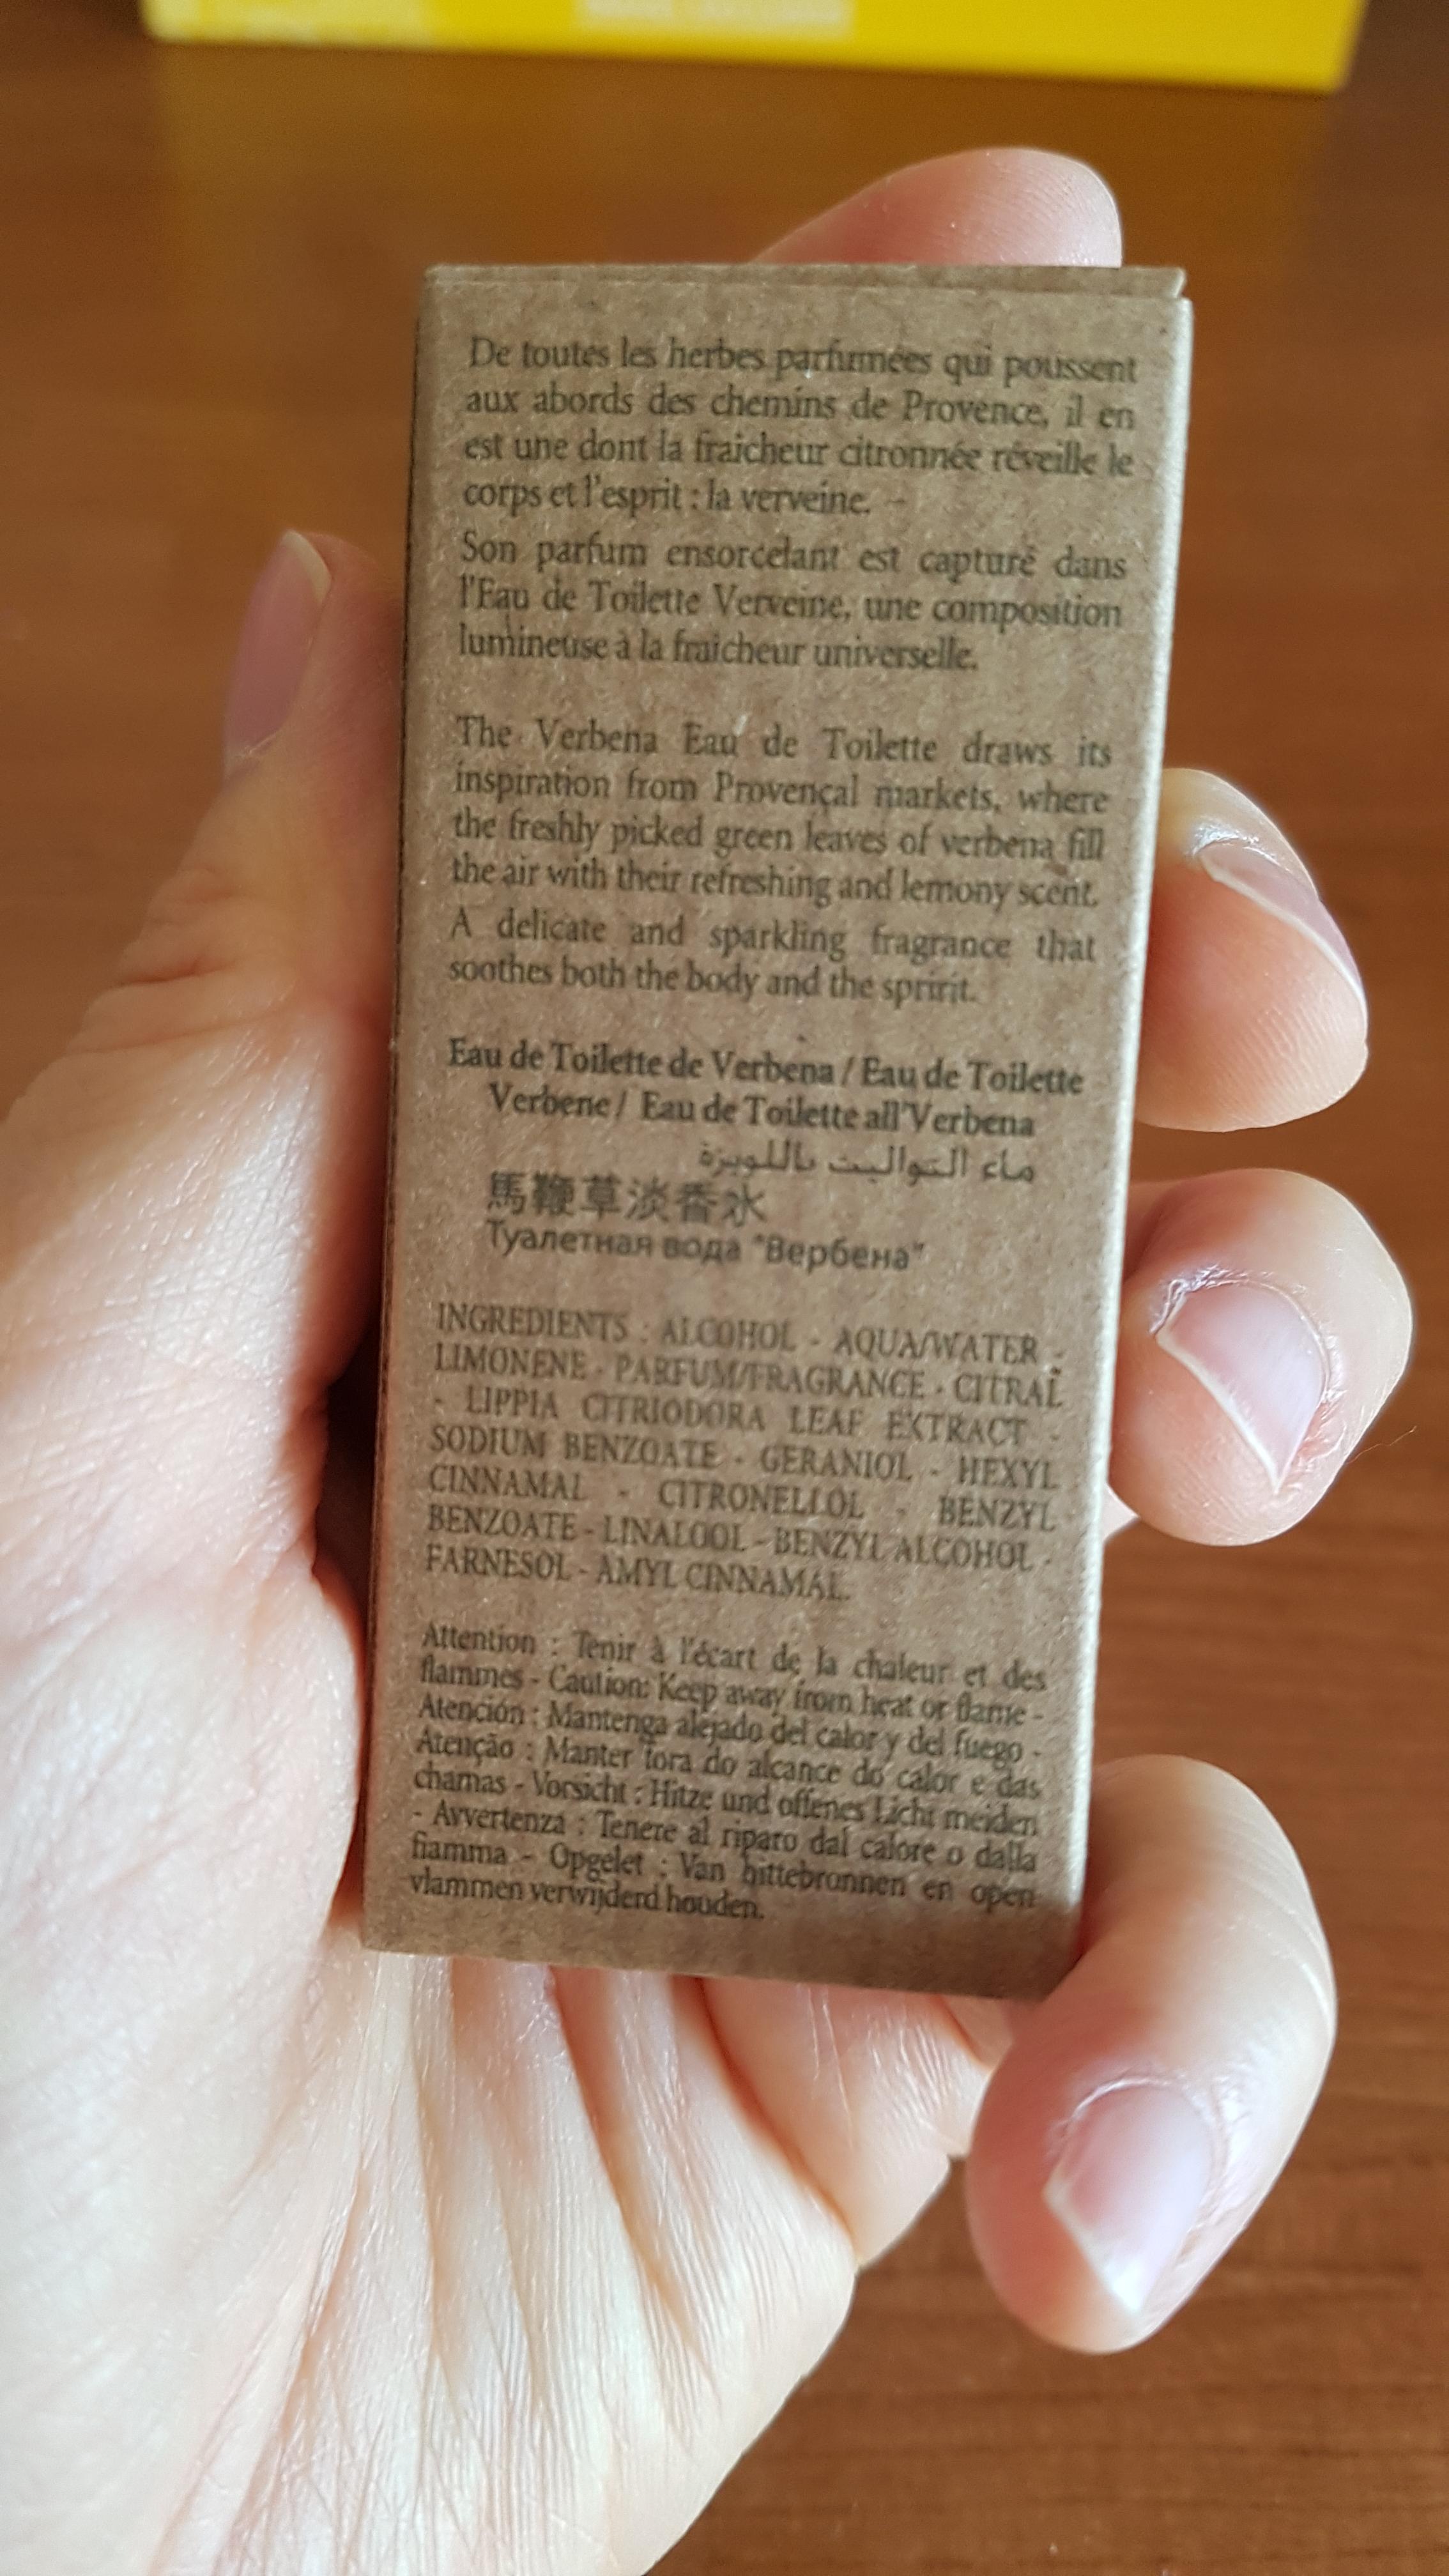 De toutes les herbes parfumées qui poussent
aux abords des chemins de Provence, il en
est une dont la fraicheur citronnée réveille le
corps et l'esprit : la verveine.
Son parfum ensorcelant est capturé dans
l'Eau de Toilette Verveine, une composition
lumineuse à la fraicheur universelle.
The Verbena Eau de Toilette draws its
inspiration from Provençal markets, where
the freshly picked green leaves of verbena fill
the air with their refreshing and lemony scent.
A delicate and sparkling fragrance that
soothes both the body and the spririt.
Eau de Toilette de Verbena / Eau de Toilette
Verbene / Eau de Toilette all'Verbena
ماء التواليت باللويزة
馬鞭草淡香水
Туалетная вода "Вербена"
INGREDIENTS : ALCOHOL - AQUA/WATER -
LIMONENE - PARFUM/FRAGRANCE - CITRAL
- LIPPIA CITRIODORA LEAF EXTRACT -
SODIUM BENZOATE - GERANIOL - HEXYL
CINNAMAL - CITRONELLOL - BENZYL
BENZOATE - LINALOOL - BENZYL ALCOHOL -
FARNESOL - AMYL CINNAMAL.
Attention : Tenir à l'écart de la chaleur et des
flammes - Caution: Keep away from heat or flame -
Atención : Mantenga alejado del calor y del fuego -
Atenção : Manter fora do alcance do calor e das
chamas - Vorsicht : Hitze und offenes Licht meiden
- Avvertenza : Tenere al riparo dal calore o dalla
fiamma - Opgelet : Van hittebronnen en open
vlammen verwijderd houden.